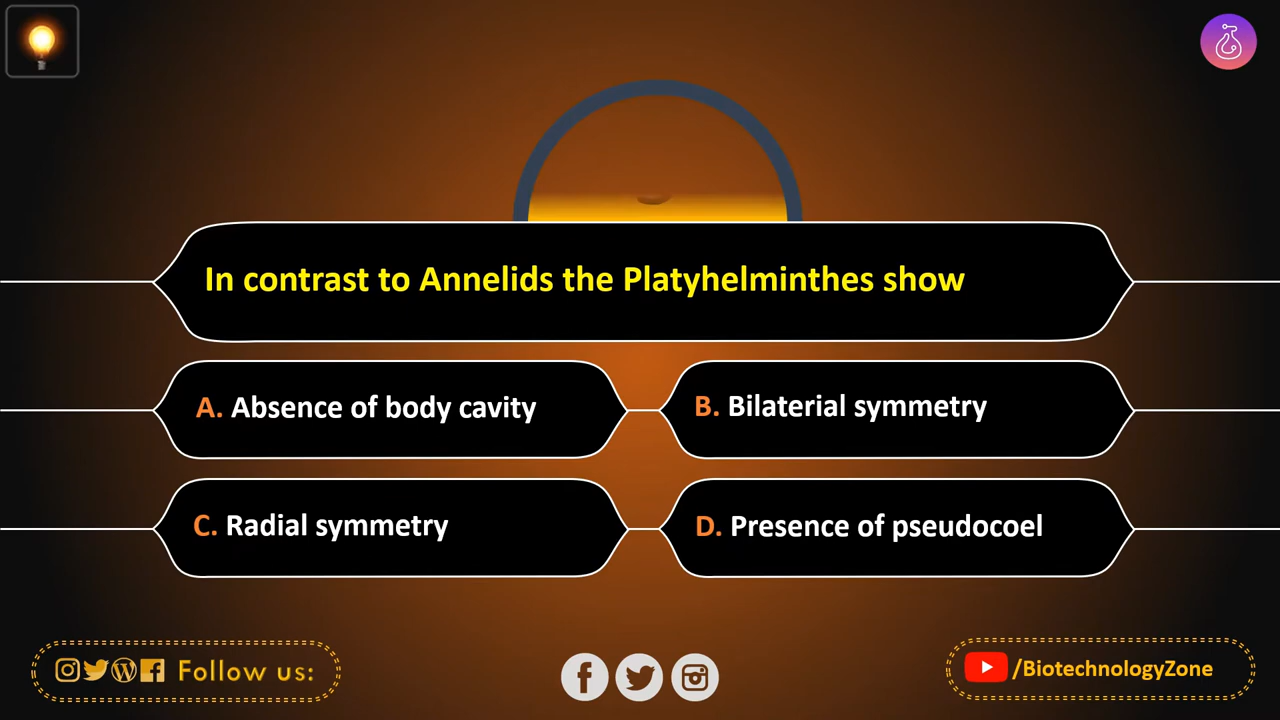 In contrast to Annelids the Platyhelminthes show
A. Absence of body cavity
B. Bilateral symmetry
C. Radial symmetry
D. Presence of pseudocoel
Follow us:
/BiotechnologyZone